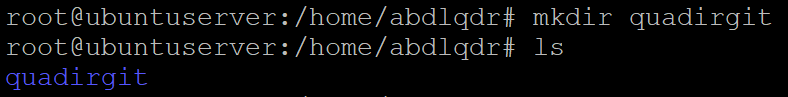 root@ubuntuserver:/home/abdlqdr# mkdir quadirgit
root@ubuntuserver:/home/abdlqdr# ls
quadirgit